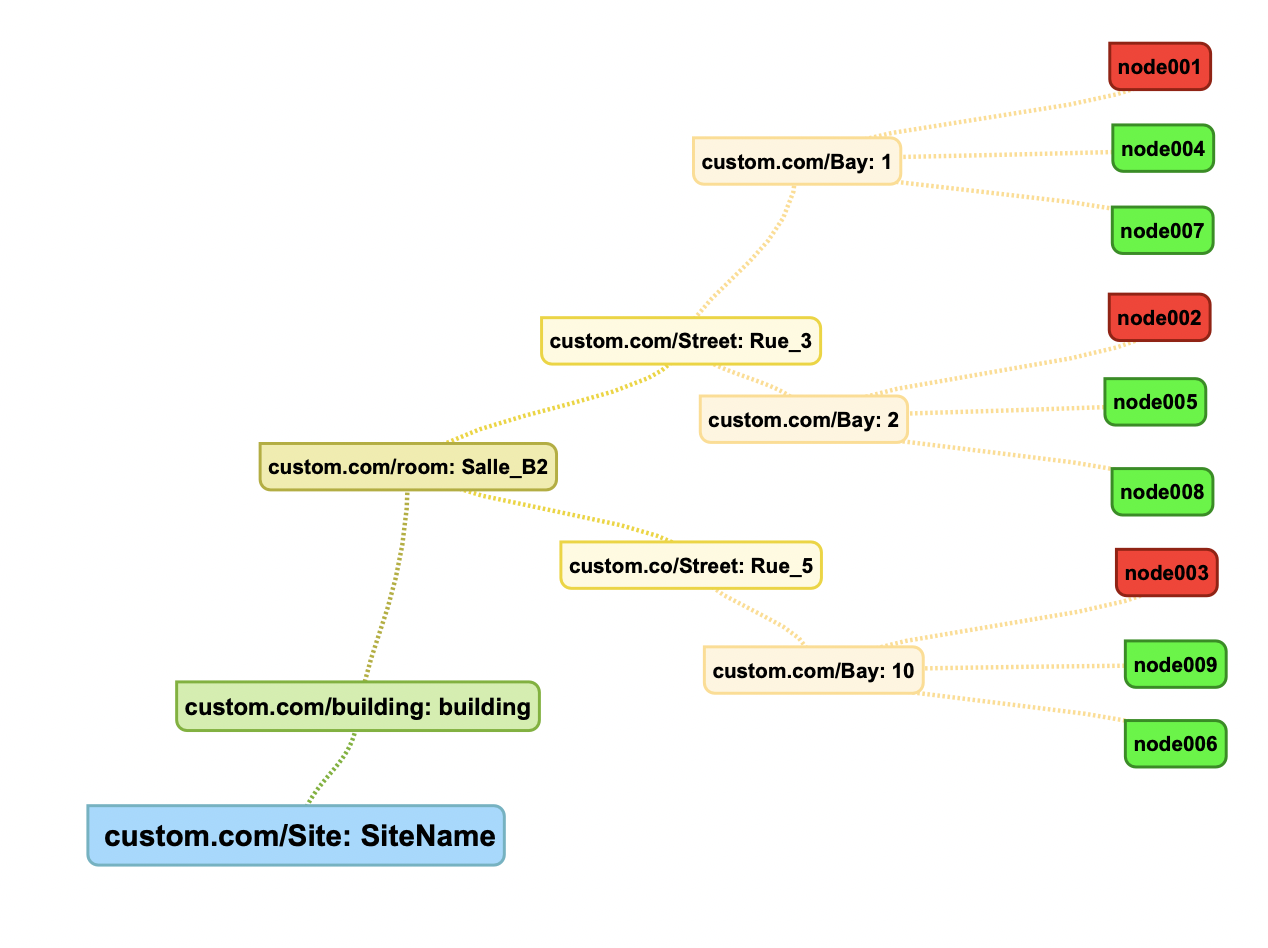 node001
node004
custom.com/Bay: 1
node007
node002
custom.com/Street: Rue_3
node005
custom.com/Bay: 2
custom.com/room: Salle_B2
node008
custom.co/Street: Rue_5
node003
node009
custom.com/Bay: 10
custom.com/building: building
node006
custom.com/Site: SiteName